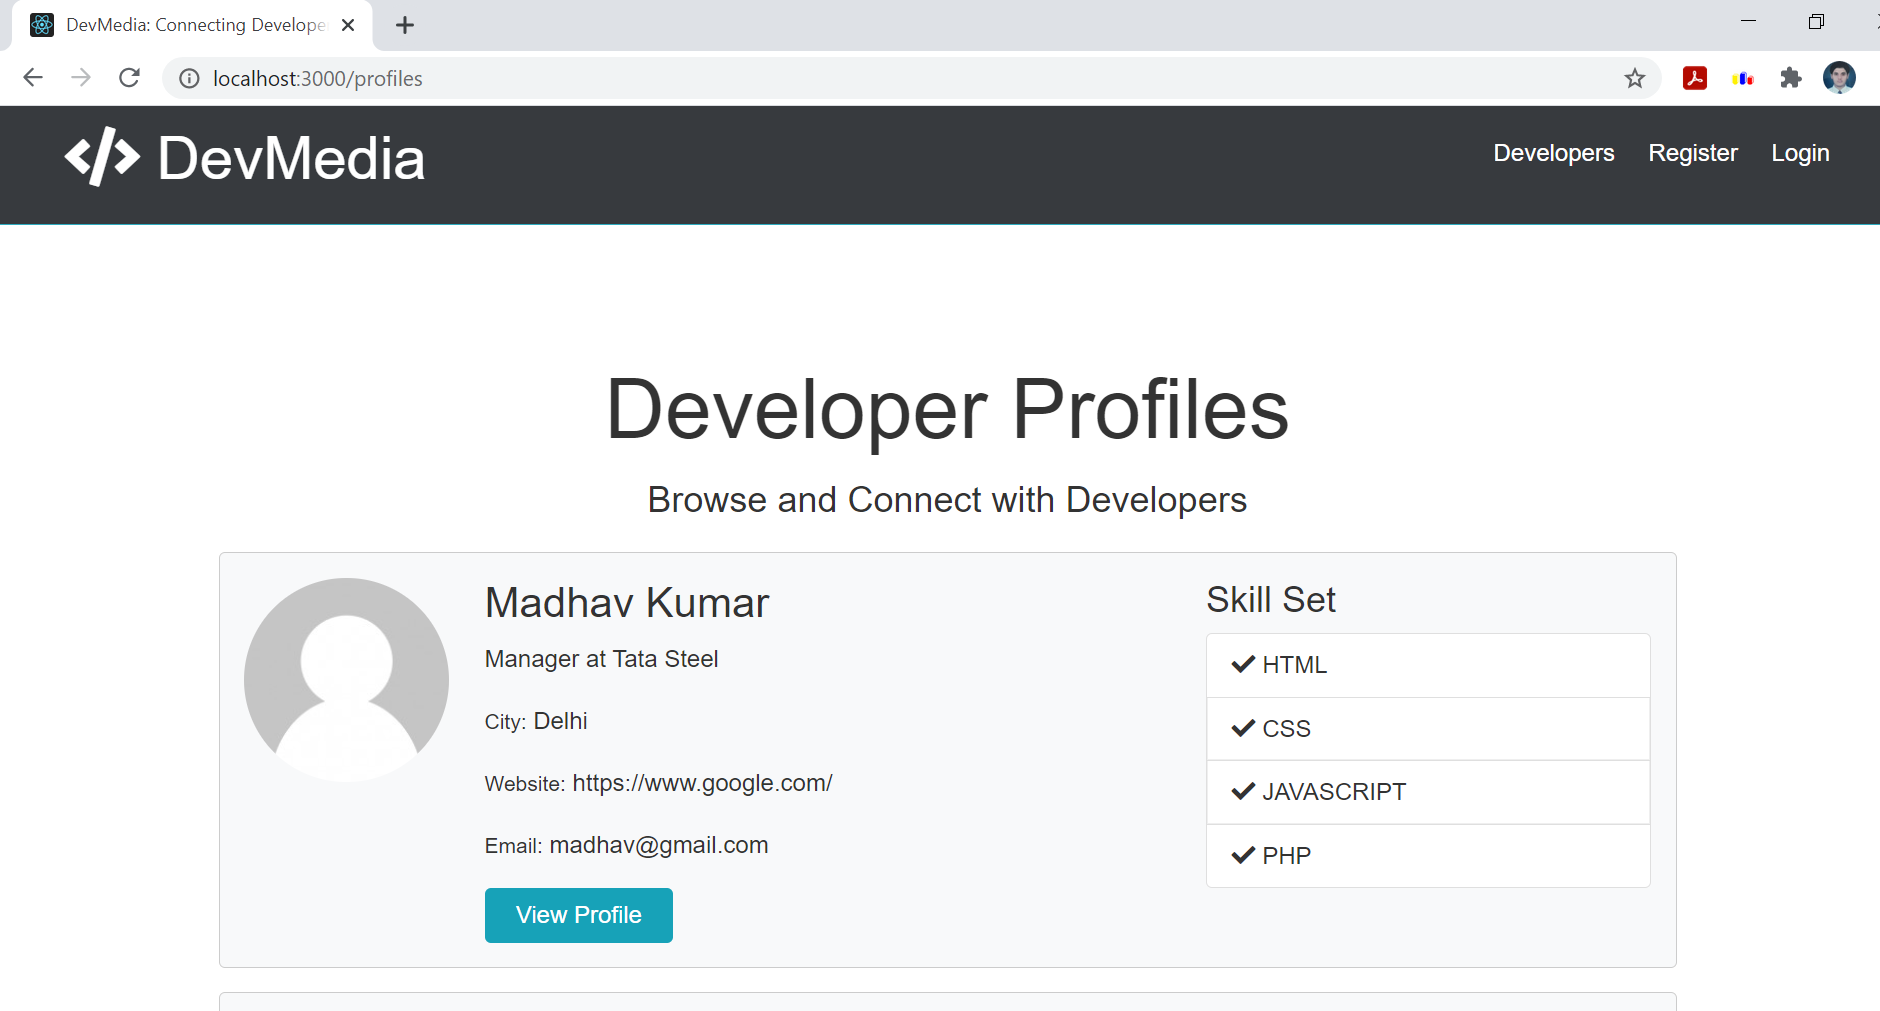 DevMedia: Connecting Develope
localhost:3000/profiles
</> DevMedia
Developers Register Login
Developer Profiles
Browse and Connect with Developers
Madhav Kumar
Manager at Tata Steel
City: Delhi
Website: https://www.google.com/
Email: madhav@gmail.com
View Profile
Skill Set
HTML
CSS
JAVASCRIPT
PHP